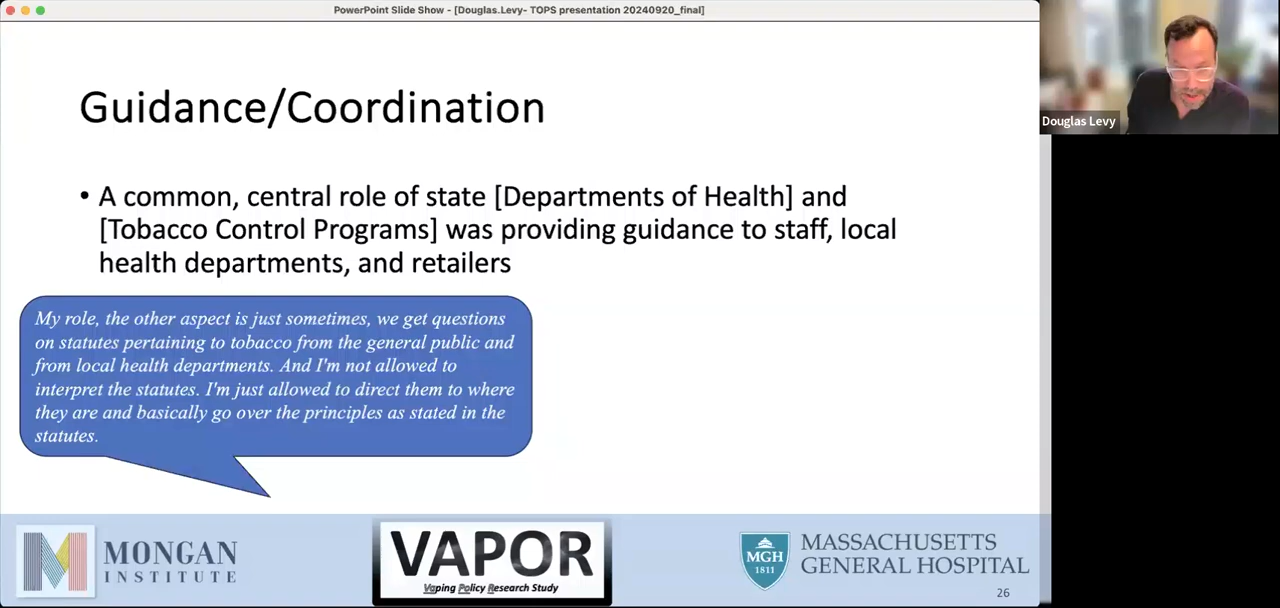 PowerPoint Slide Show - [Douglas.Levy- TOPS presentation 20240920_final]
Douglas Levy
Guidance/Coordination
• A common, central role of state [Departments of Health] and
[Tobacco Control Programs] was providing guidance to staff, local
health departments, and retailers
My role, the other aspect is just sometimes, we get questions
on statutes pertaining to tobacco from the general public and
from local health departments. And I'm not allowed to
interpret the statutes. I'm just allowed to direct them to where
they are and basically go over the principles as stated in the
statutes.
MONGAN
INSTITUTE
VAPOR
Vaping Policy Research Study
MGH
1811
MASSACHUSETTS
GENERAL HOSPITAL
26